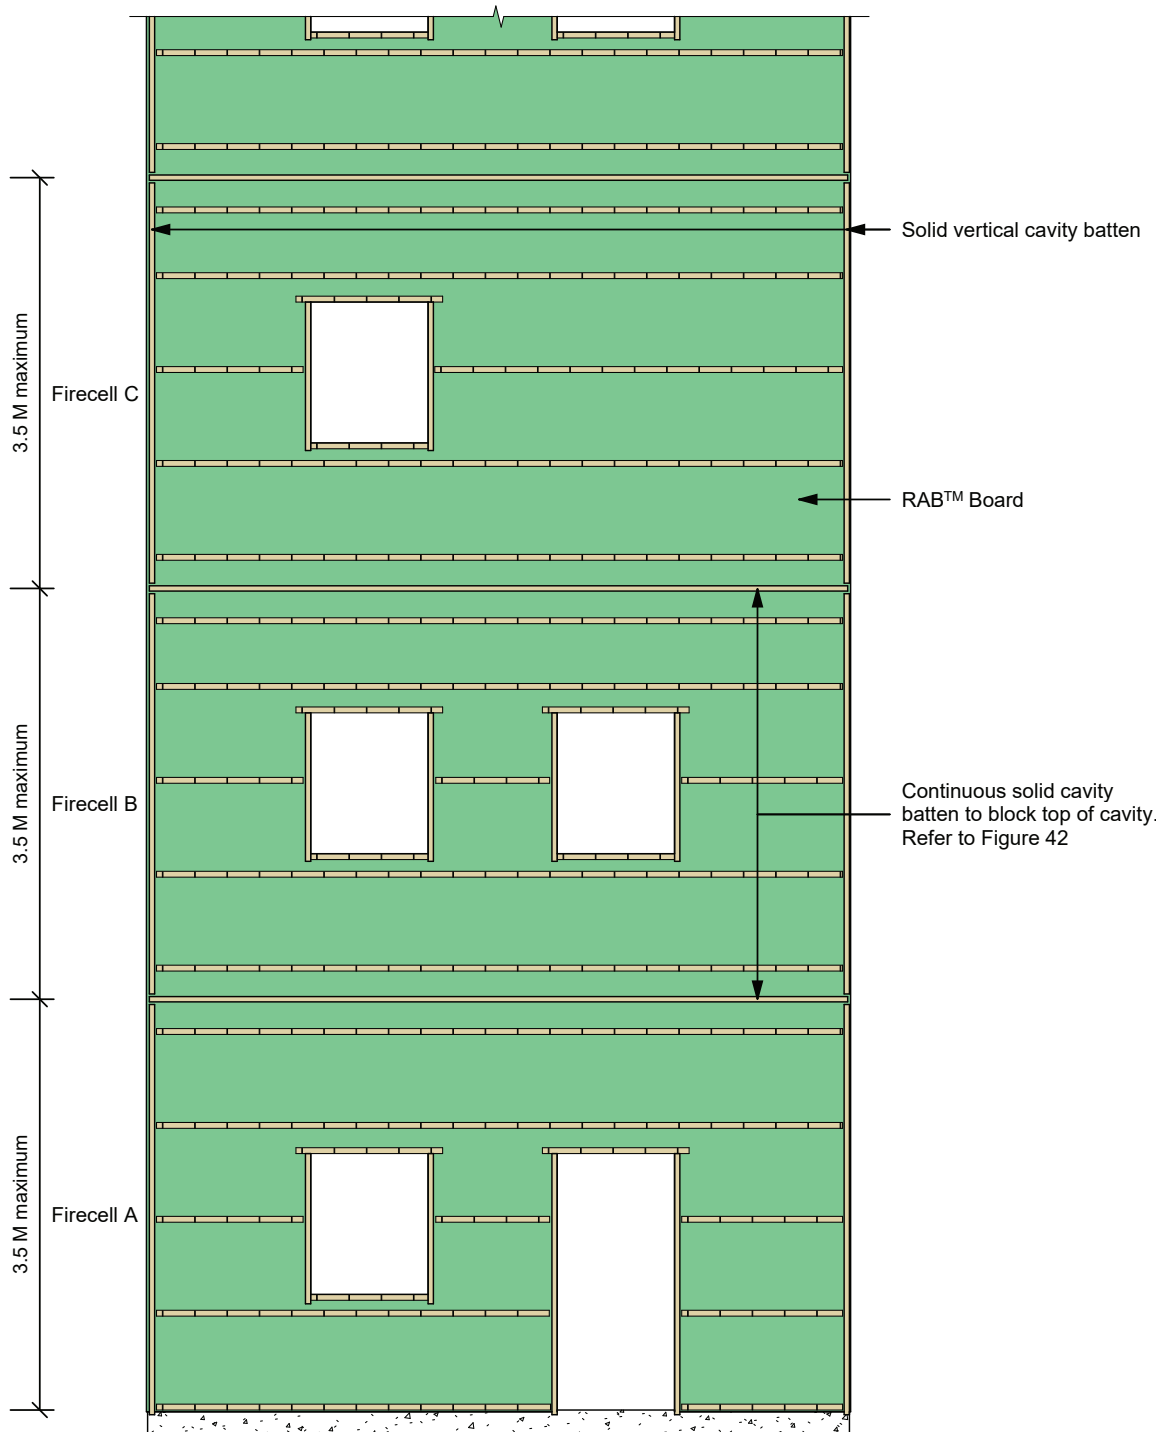 Solid vertical cavity batten
3.5 M maximum
Firecell C
RAB™ Board
3.5 M maximum
Firecell B
Continuous solid cavity
batten to block top of cavity.
Refer to Figure 42
3.5 M maximum
Firecell A